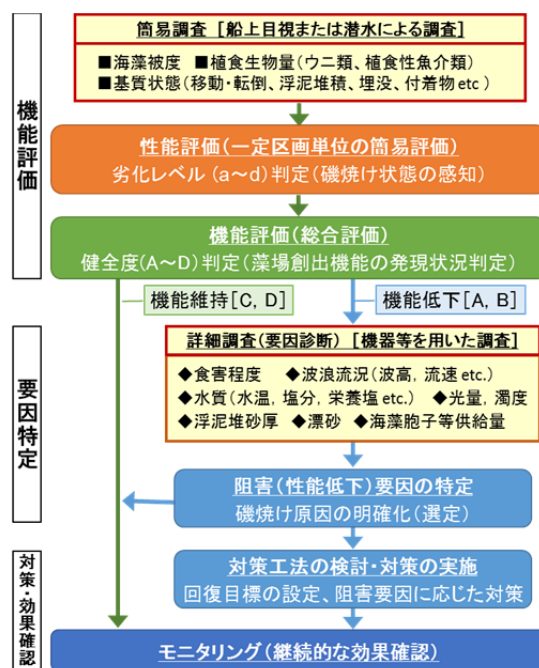 機能評価
簡易調査 [船上目視または潜水による調査]
■海藻被度 ■植食生物量(ウニ類、植食性魚介類)
■基質状態(移動・転倒、浮泥堆積、埋没、付着物etc)
性能評価(一定区画単位の簡易評価)
劣化レベル(a～d)判定(磯焼け状態の感知)
機能評価(総合評価)
健全度(A～D)判定(藻場創出機能の発現状況判定)
機能維持[C, D]
機能低下[A, B]
要因特定
詳細調査(要因診断) [機器等を用いた調査]
◆食害程度 ◆波浪流況(波高, 流速etc.)
◆水質(水温, 塩分, 栄養塩etc.) ◆光量, 濁度
◆浮泥堆砂厚 ◆漂砂 ◆海藻胞子等供給量
阻害(性能低下)要因の特定
磯焼け原因の明確化(選定)
対策・効果確認
対策工法の検討・対策の実施
回復目標の設定、阻害要因に応じた対策
モニタリング(継続的な効果確認)